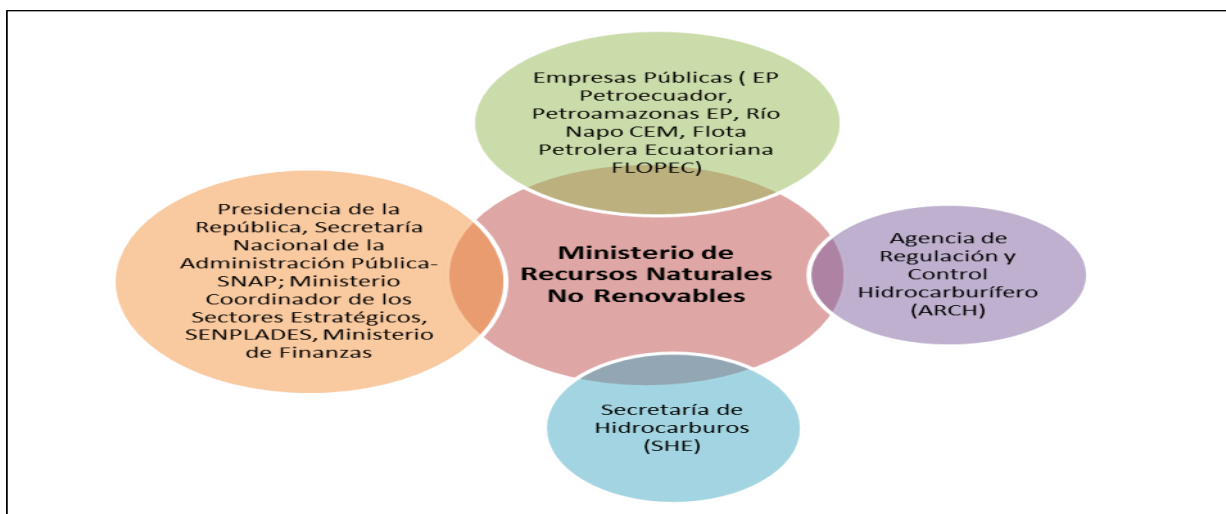 Empresas Públicas ( EP
Petroecuador,
Petroamazonas EP, Río
Napo CEM, Flota
Petrolera Ecuatoriana
FLOPEC)
Presidencia de la
República, Secretaría
Nacional de la
Administración Pública-
SNAP; Ministerio
Coordinador de los
Sectores Estratégicos,
SENPLADES, Ministerio
de Finanzas
Ministerio de
Recursos Naturales
No Renovables
Agencia de
Regulación y
Control
Hidrocarburífero
(ARCH)
Secretaría de
Hidrocarburos
(SHE)